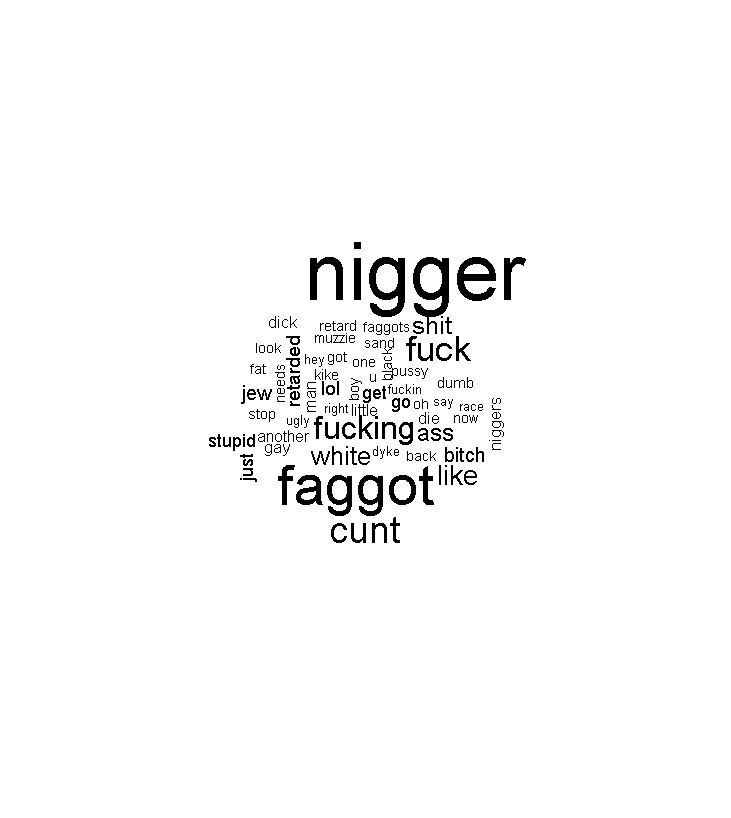 nigger
dick
retard
faggots
shit
muzzie
look
retarded
sand
fuck
hey
got
one
black
fat
needs
kike
u
pussy
dumb
jew
man
lol
boy
get
fuckin
go
oh
say
race
stop
ugly
right
little
die
now
niggers
fucking
ass
stupid
another
gay
white
dyke
back
bitch
just
faggot
like
cunt